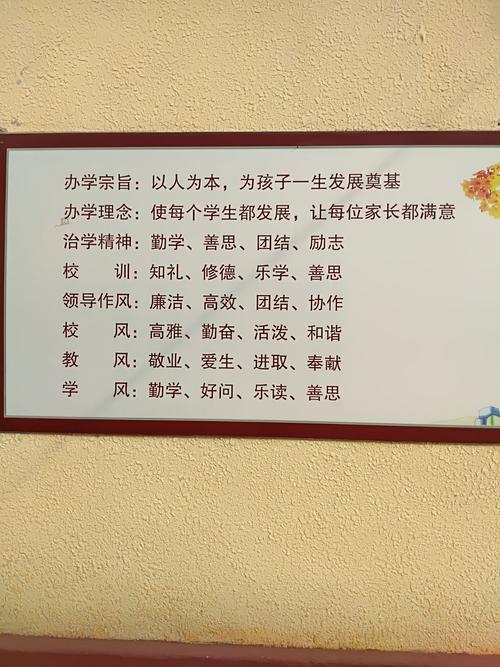 办学宗旨：以人为本，为孩子一生发展奠基
办学理念：使每个学生都发展，让每位家长都满意
治学精神：勤学、善思、团结、励志
校　　训：知礼、修德、乐学、善思
领导作风：廉洁、高效、团结、协作
校　　风：高雅、勤奋、活泼、和谐
教　　风：敬业、爱生、进取、奉献
学　　风：勤学、好问、乐读、善思